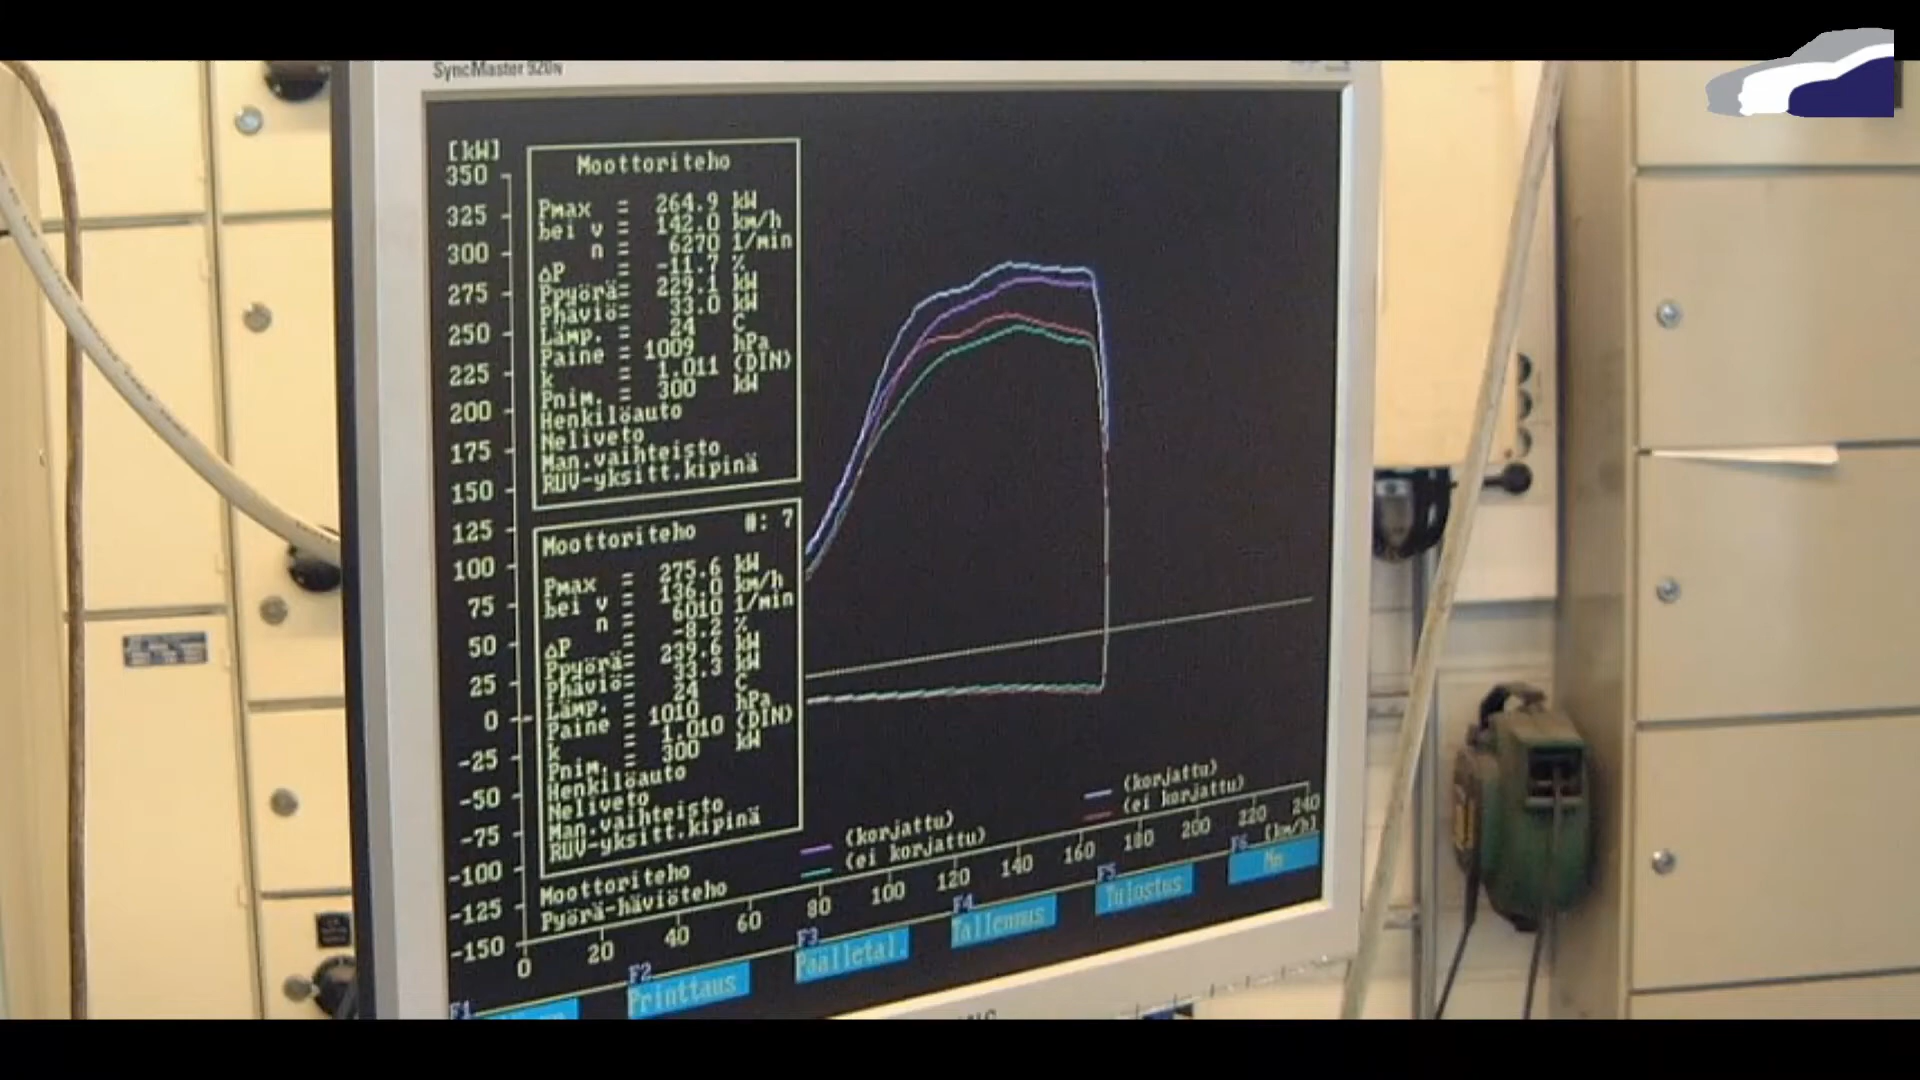 SyncMaster 920N
[kW]
350
325
300
275
250
225
200
175
150
125
100
75
50
25
0
-25
-50
-75
-100
-125
-150
Moottoriteho
Pmax = 264.9 kW
bei v = 142.0 km/h
n = 6270 1/min
ΔP = -11.7 %
Ppyörä= 229.1 kW
Phäviö= 33.0 kW
Lämp. = 24 C
Paine = 1009 hPa
k = 1.011 (DIN)
Pnim. = 300 kW
Henkilöauto
Neliveto
Man.vaihteisto
RUV-yksitt.kipinä
Moottoriteho #: 7
Pmax = 275.6 kW
bei v = 136.0 km/h
n = 6010 1/min
ΔP = -8.2 %
Ppyörä= 239.6 kW
Phäviö= 33.3 kW
Lämp. = 24 C
Paine = 1010 hPa
k = 1.010 (DIN)
Pnim. = 300 kW
Henkilöauto
Neliveto
Man.vaihteisto
RUV-yksitt.kipinä
Moottoriteho (korjattu) (korjattu)
Pyörä-häviöteho (ei korjattu) (ei korjattu)
0 20 40 60 80 100 120 140 160 180 200 220 240
[km/h]
F1
F2 Printtaus
F3 Päälletal.
F4 Tallennus
F5 Tulostus
F6